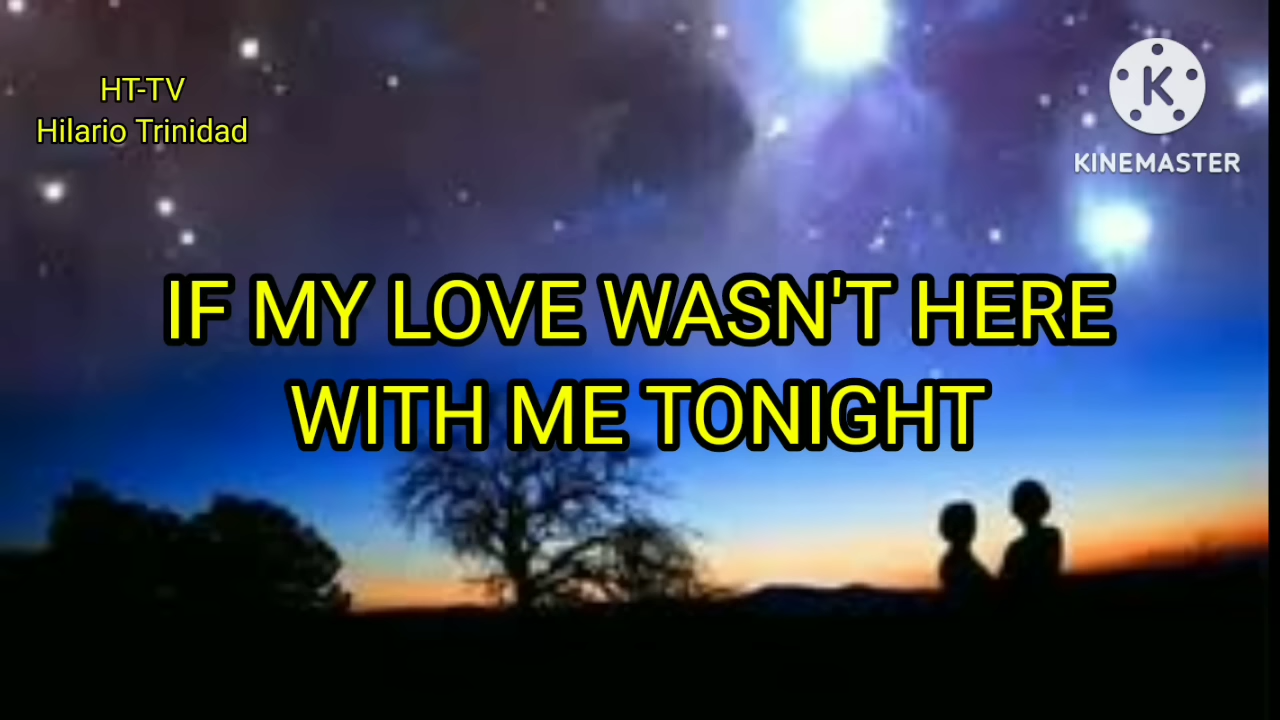 HT-TV
Hilario Trinidad
K
KINEMASTER
IF MY LOVE WASN'T HERE
WITH ME TONIGHT